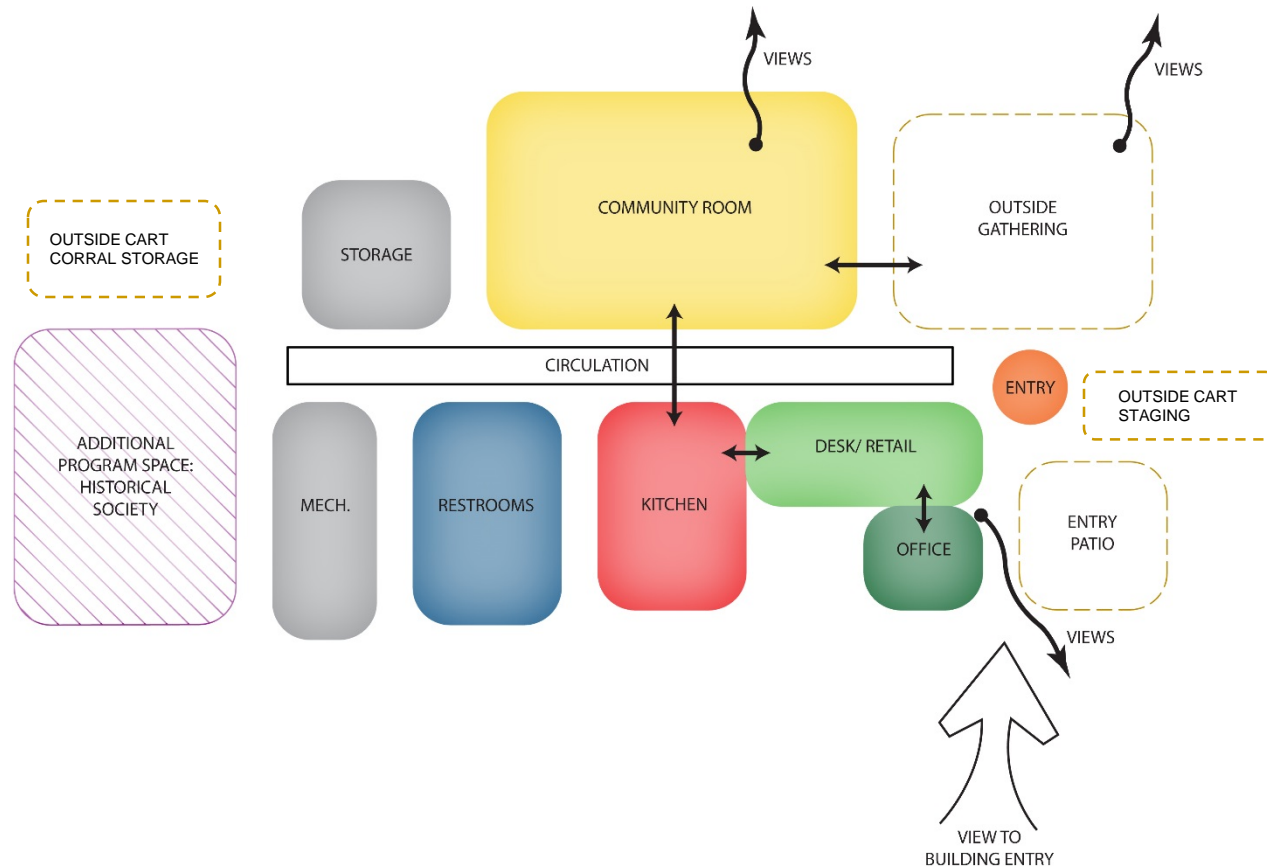 VIEWS
VIEWS
COMMUNITY ROOM
OUTSIDE
GATHERING
OUTSIDE CART
CORRAL STORAGE
STORAGE
CIRCULATION
ENTRY
OUTSIDE CART
STAGING
ADDITIONAL
PROGRAM SPACE:
HISTORICAL
SOCIETY
MECH.
RESTROOMS
KITCHEN
DESK/ RETAIL
OFFICE
ENTRY
PATIO
VIEWS
VIEW TO
BUILDING ENTRY